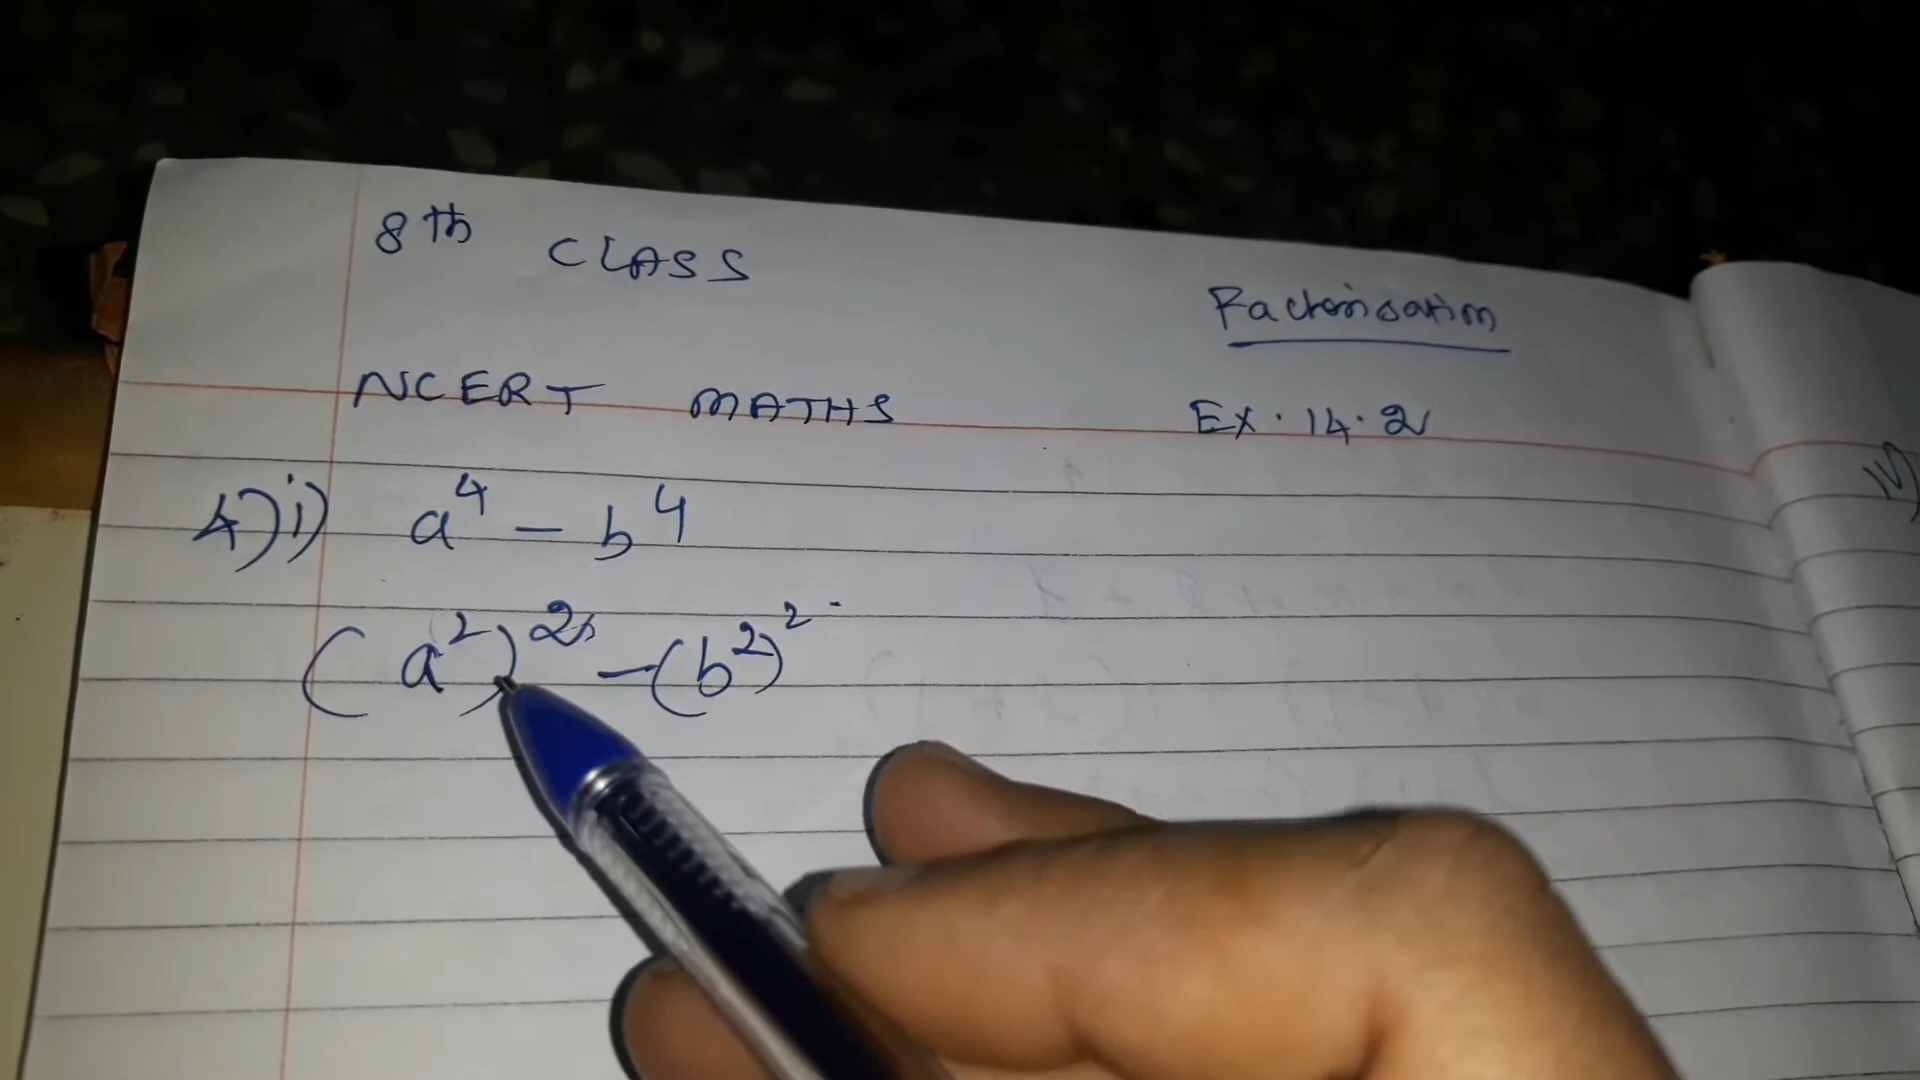 8th CLASS
Factorisation
NCERT MATHS
Ex. 14.2
4) i) a⁴ - b⁴
(a²)² - (b²)²